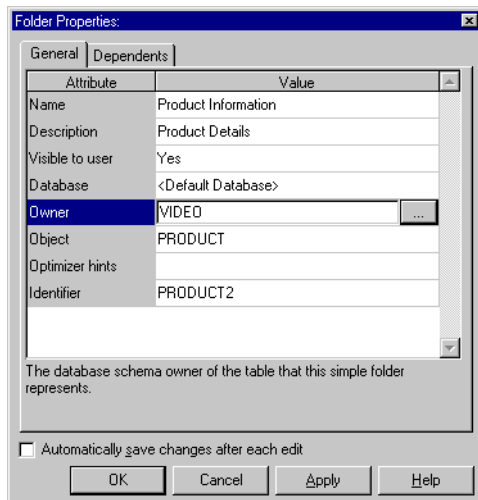 Folder Properties:
General Dependents
Attribute Value
Name Product Information
Description Product Details
Visible to user Yes
Database <Default Database>
Owner VIDEO ...
Object PRODUCT
Optimizer hints
Identifier PRODUCT2
The database schema owner of the table that this simple folder
represents.
Automatically save changes after each edit
OK Cancel Apply Help